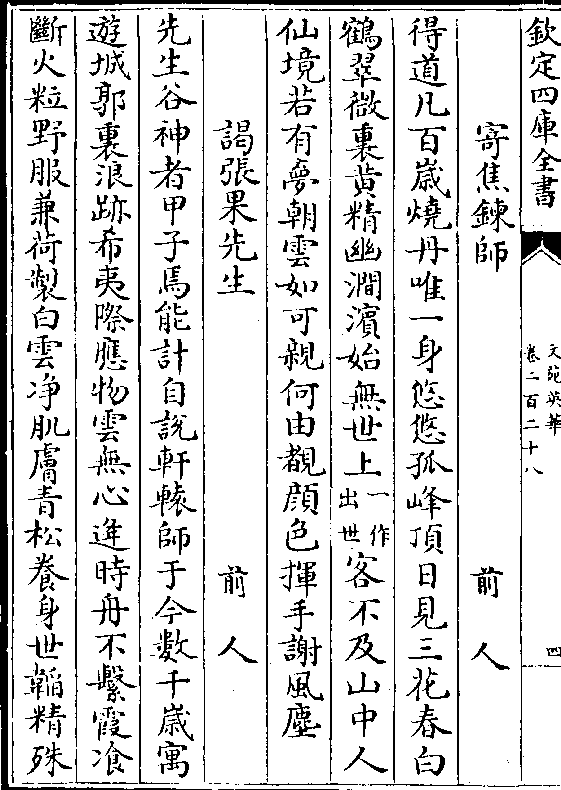 欽定四庫全書
文苑英華
卷二百二十八
四
寄焦鍊師
前人
得道凡百歲燒丹唯一身悠悠孤峰頂日見三花春白
鶴翠微裏黄精幽澗濱始無世上一作出世客不及山中人
仙境若有夢朝雲如可親何由覩顔色揮手謝風塵
謁張果先生
前人
先生谷神者甲子焉能計自說軒轅師于今數千歲寓
遊城郭裏浪跡希夷際應物雲無心逢時舟不繫霞飡
斷火粒野服兼荷製白雲净肌膚青松養身世韜精殊